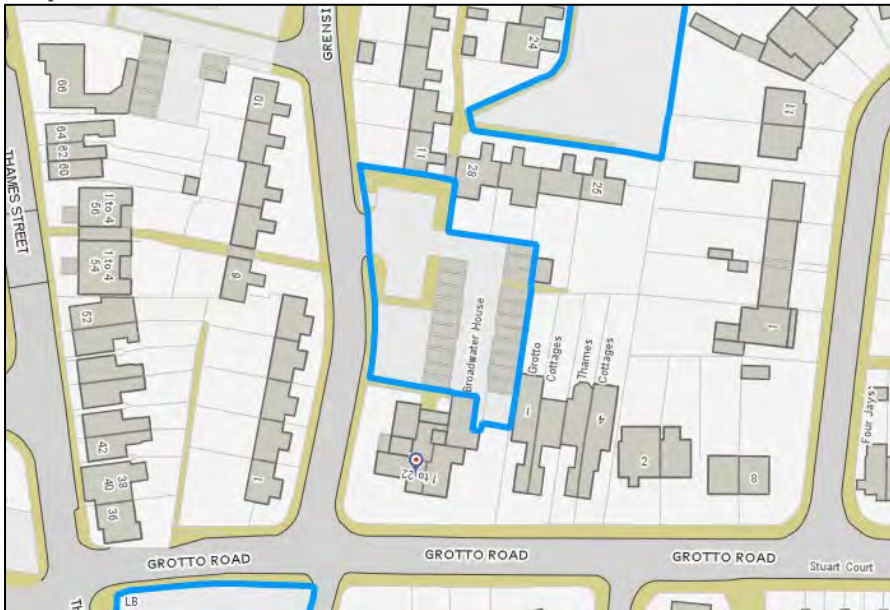 GRENSI
24
66
10
11
11
64
62
60
28
25
THAMES STREET
1 to 4
56
1 to 4
54
9
52
Broadwater House
Grotto
Cottages
Thames
Cottages
1
1
4
Four Jays
42
38
40
36
1
1 to 22
2
8
GROTTO ROAD
GROTTO ROAD
GROTTO ROAD
Stuart Court
TH
LB